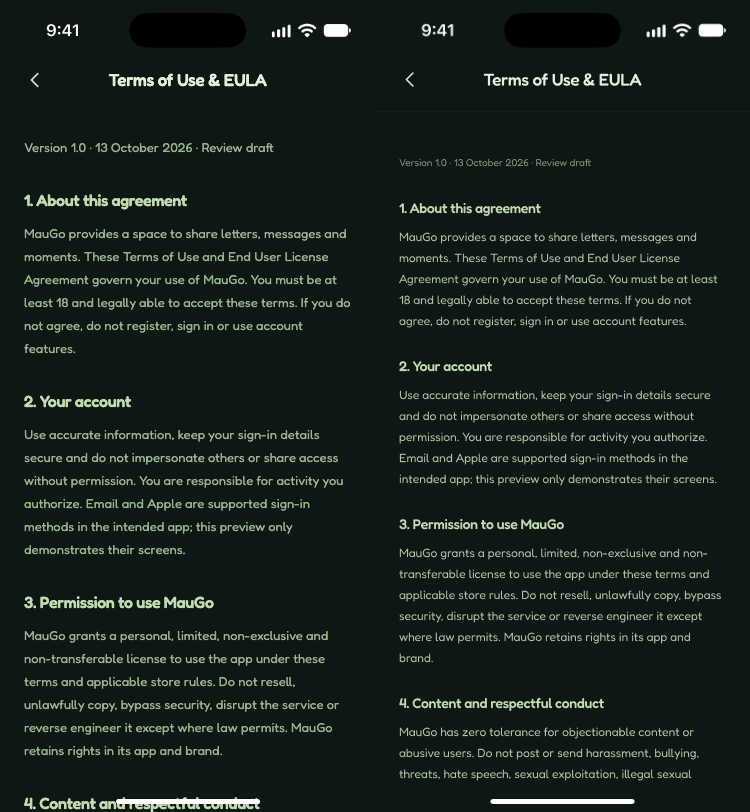 9:41
Terms of Use & EULA
Version 1.0 · 13 October 2026 · Review draft
1. About this agreement
MauGo provides a space to share letters, messages and
moments. These Terms of Use and End User License
Agreement govern your use of MauGo. You must be at
least 18 and legally able to accept these terms. If you do
not agree, do not register, sign in or use account
features.
2. Your account
Use accurate information, keep your sign-in details
secure and do not impersonate others or share access
without permission. You are responsible for activity you
authorize. Email and Apple are supported sign-in
methods in the intended app; this preview only
demonstrates their screens.
3. Permission to use MauGo
MauGo grants a personal, limited, non-exclusive and
non-transferable license to use the app under these
terms and applicable store rules. Do not resell,
unlawfully copy, bypass security, disrupt the service or
reverse engineer it except where law permits. MauGo
retains rights in its app and brand.
4. Content and respectful conduct
9:41
Terms of Use & EULA
Version 1.0 · 13 October 2026 · Review draft
1. About this agreement
MauGo provides a space to share letters, messages and
moments. These Terms of Use and End User License
Agreement govern your use of MauGo. You must be at least
18 and legally able to accept these terms. If you do not
agree, do not register, sign in or use account features.
2. Your account
Use accurate information, keep your sign-in details secure
and do not impersonate others or share access without
permission. You are responsible for activity you authorize.
Email and Apple are supported sign-in methods in the
intended app; this preview only demonstrates their screens.
3. Permission to use MauGo
MauGo grants a personal, limited, non-exclusive and non-
transferable license to use the app under these terms and
applicable store rules. Do not resell, unlawfully copy, bypass
security, disrupt the service or reverse engineer it except
where law permits. MauGo retains rights in its app and
brand.
4. Content and respectful conduct
MauGo has zero tolerance for objectionable content or
abusive users. Do not post or send harassment, bullying,
threats, hate speech, sexual exploitation, illegal sexual